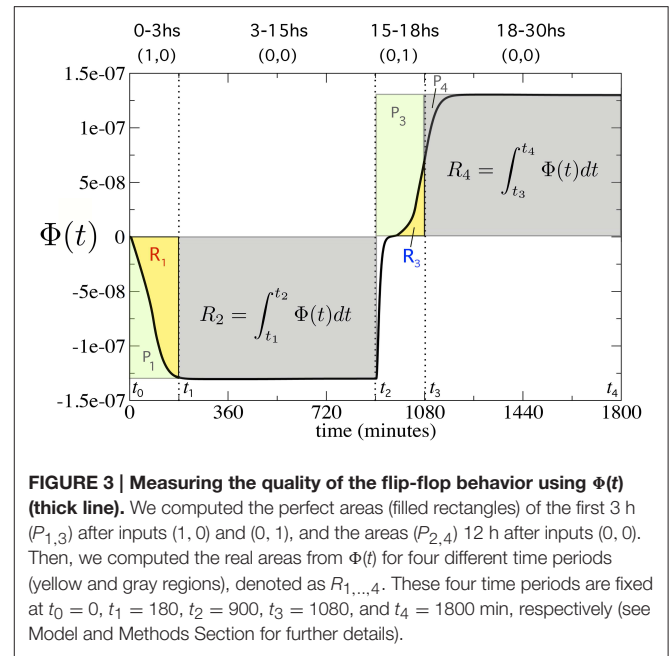 0-3hs 3-15hs 15-18hs 18-30hs
(1,0) (0,0) (0,1) (0,0)
1.5e-07
1e-07
5e-08
0
-5e-08
-1e-07
-1.5e-07
Φ(t)
P₄
P₃
R₄ = ∫ₜ₃ᵗ⁴ Φ(t)dt
R₁
R₃
R₂ = ∫ₜ₁ᵗ² Φ(t)dt
P₁
t₀ t₁ t₂ t₃ t₄
0 360 720 1080 1440 1800
time (minutes)
FIGURE 3 | Measuring the quality of the flip-flop behavior using Φ(t)
(thick line). We computed the perfect areas (filled rectangles) of the first 3 h
(P₁,₃) after inputs (1, 0) and (0, 1), and the areas (P₂,₄) 12 h after inputs (0, 0).
Then, we computed the real areas from Φ(t) for four different time periods
(yellow and gray regions), denoted as R₁,..,₄. These four time periods are fixed
at t₀ = 0, t₁ = 180, t₂ = 900, t₃ = 1080, and t₄ = 1800 min, respectively (see
Model and Methods Section for further details).